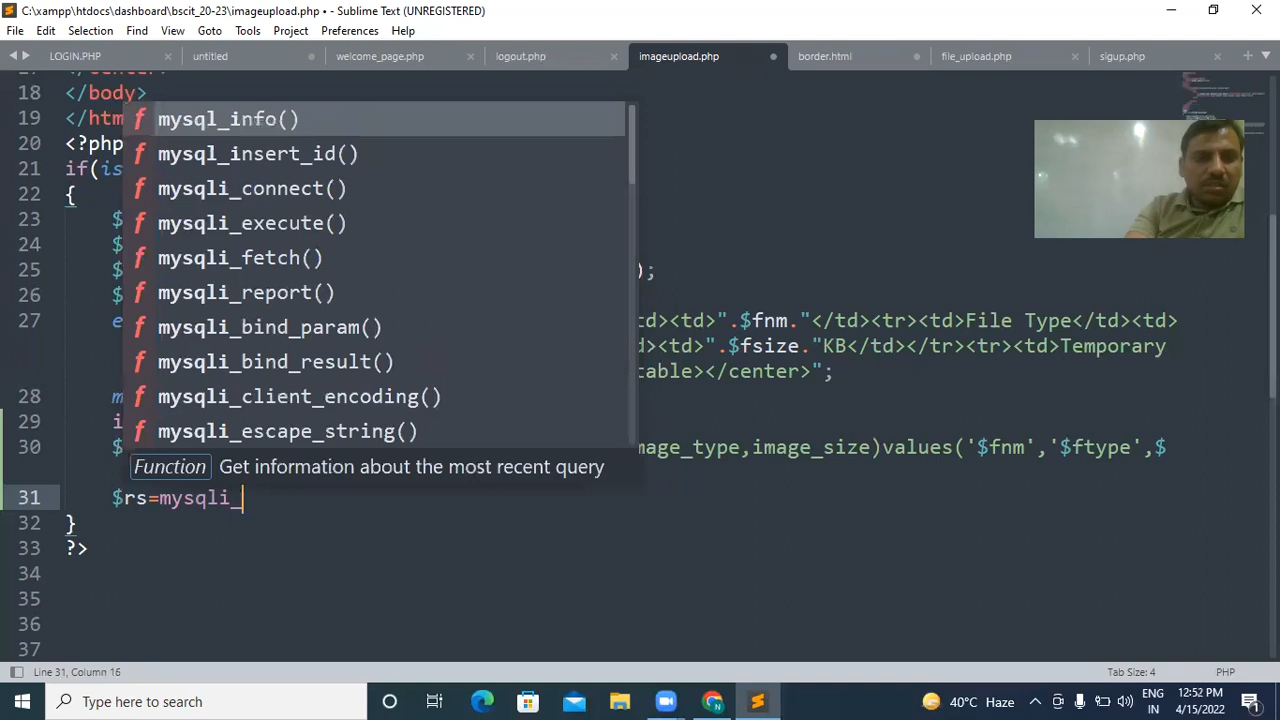 C:\xampp\htdocs\dashboard\bscit_20-23\imageupload.php • - Sublime Text (UNREGISTERED)
File Edit Selection Find View Goto Tools Project Preferences Help
LOGIN.PHP untitled welcome_page.php logout.php imageupload.php border.html file_upload.php sigup.php
18 </body>
19 </htm
20 <?php
21 if(is
22 {
23 $
24 $
25 $ );
26 $
27 e td><td>".$fnm."</td><tr><td>File Type</td><td>
d><td>".$fsize."KB</td></tr><tr><td>Temporary
table></center>";
28 m
29 i
30 $ mage_type,image_size)values('$fnm','$ftype',$
31 $rs=mysqli_
32 }
33 ?>
34
35
36
37
f mysql_info()
f mysql_insert_id()
f mysqli_connect()
f mysqli_execute()
f mysqli_fetch()
f mysqli_report()
f mysqli_bind_param()
f mysqli_bind_result()
f mysqli_client_encoding()
f mysqli_escape_string()
Function Get information about the most recent query
Line 31, Column 16 Tab Size: 4 PHP
Type here to search 40°C Haze ENG IN 12:52 PM 4/15/2022 1